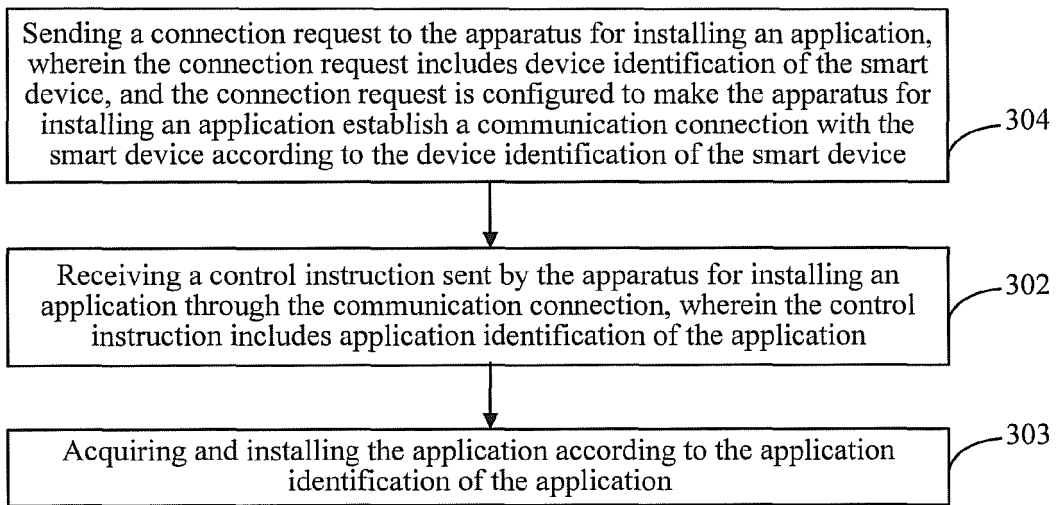 Sending a connection request to the apparatus for installing an application,
wherein the connection request includes device identification of the smart
device, and the connection request is configured to make the apparatus for
installing an application establish a communication connection with the
smart device according to the device identification of the smart device
304
Receiving a control instruction sent by the apparatus for installing an
application through the communication connection, wherein the control
instruction includes application identification of the application
302
Acquiring and installing the application according to the application
identification of the application
303